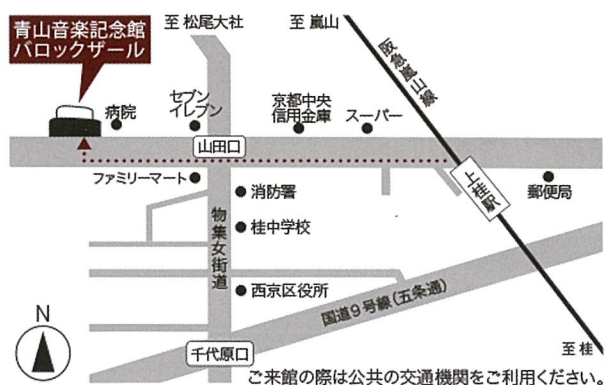 青山音楽記念館
バロックザール
至 松尾大社
至 嵐山
阪急嵐山線
病院
セブン
イレブン
京都中央
信用金庫
スーパー
山田口
ファミリーマート
消防署
上桂駅
郵便局
物集女街道
桂中学校
西京区役所
国道9号線(五条通)
N
千代原口
至 桂
ご来館の際は公共の交通機関をご利用ください。